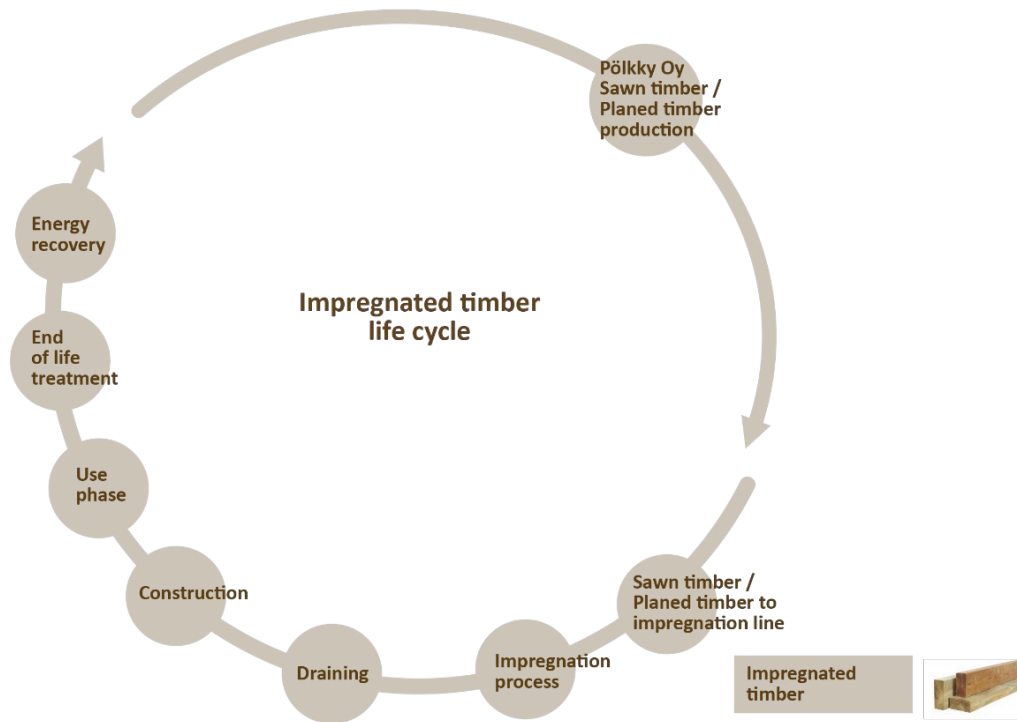 Pölkky Oy
Sawn timber /
Planed timber
production
Energy
recovery
Impregnated timber
life cycle
End
of life
treatment
Use
phase
Construction
Sawn timber /
Planed timber to
impregnation line
Draining
Impregnation
process
Impregnated
timber